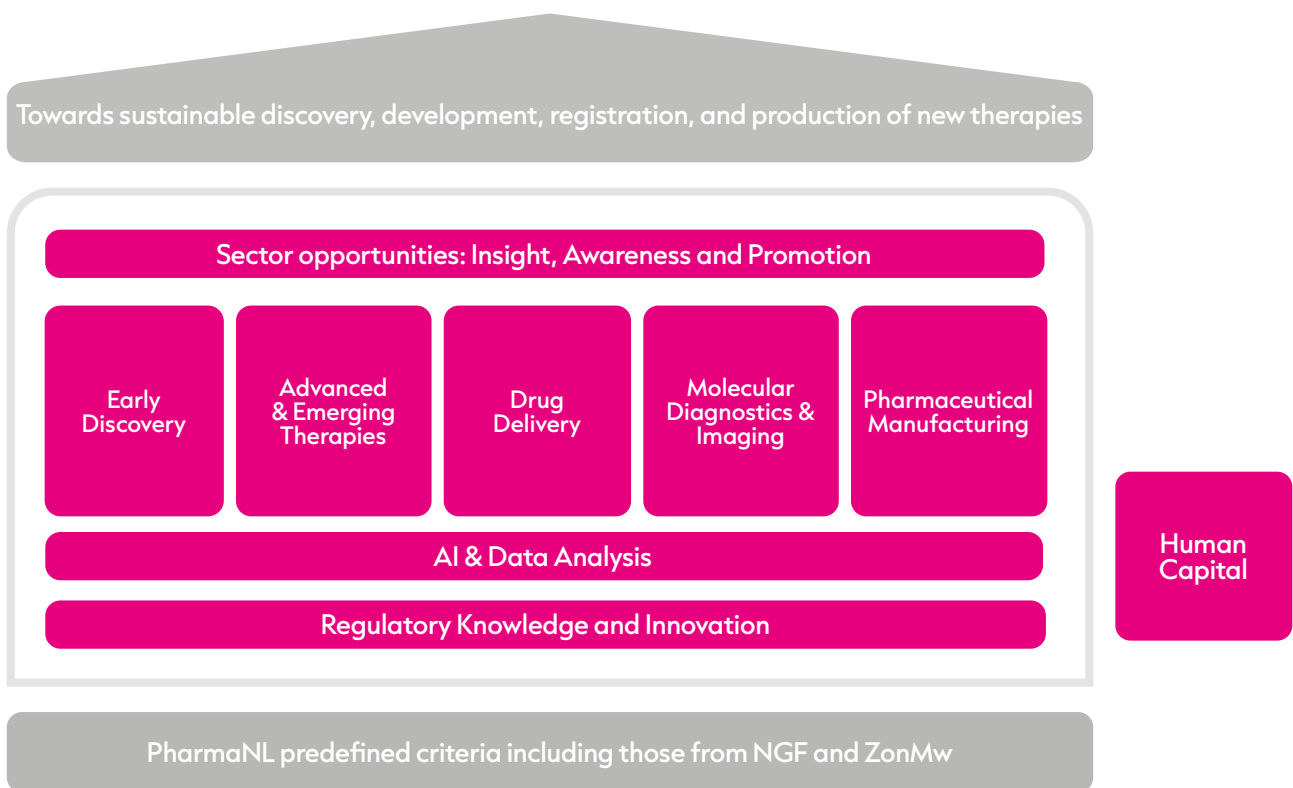 Towards sustainable discovery, development, registration, and production of new therapies
Sector opportunities: Insight, Awareness and Promotion
Early
Discovery
Advanced
& Emerging
Therapies
Drug
Delivery
Molecular
Diagnostics &
Imaging
Pharmaceutical
Manufacturing
AI & Data Analysis
Regulatory Knowledge and Innovation
Human
Capital
PharmaNL predefined criteria including those from NGF and ZonMw